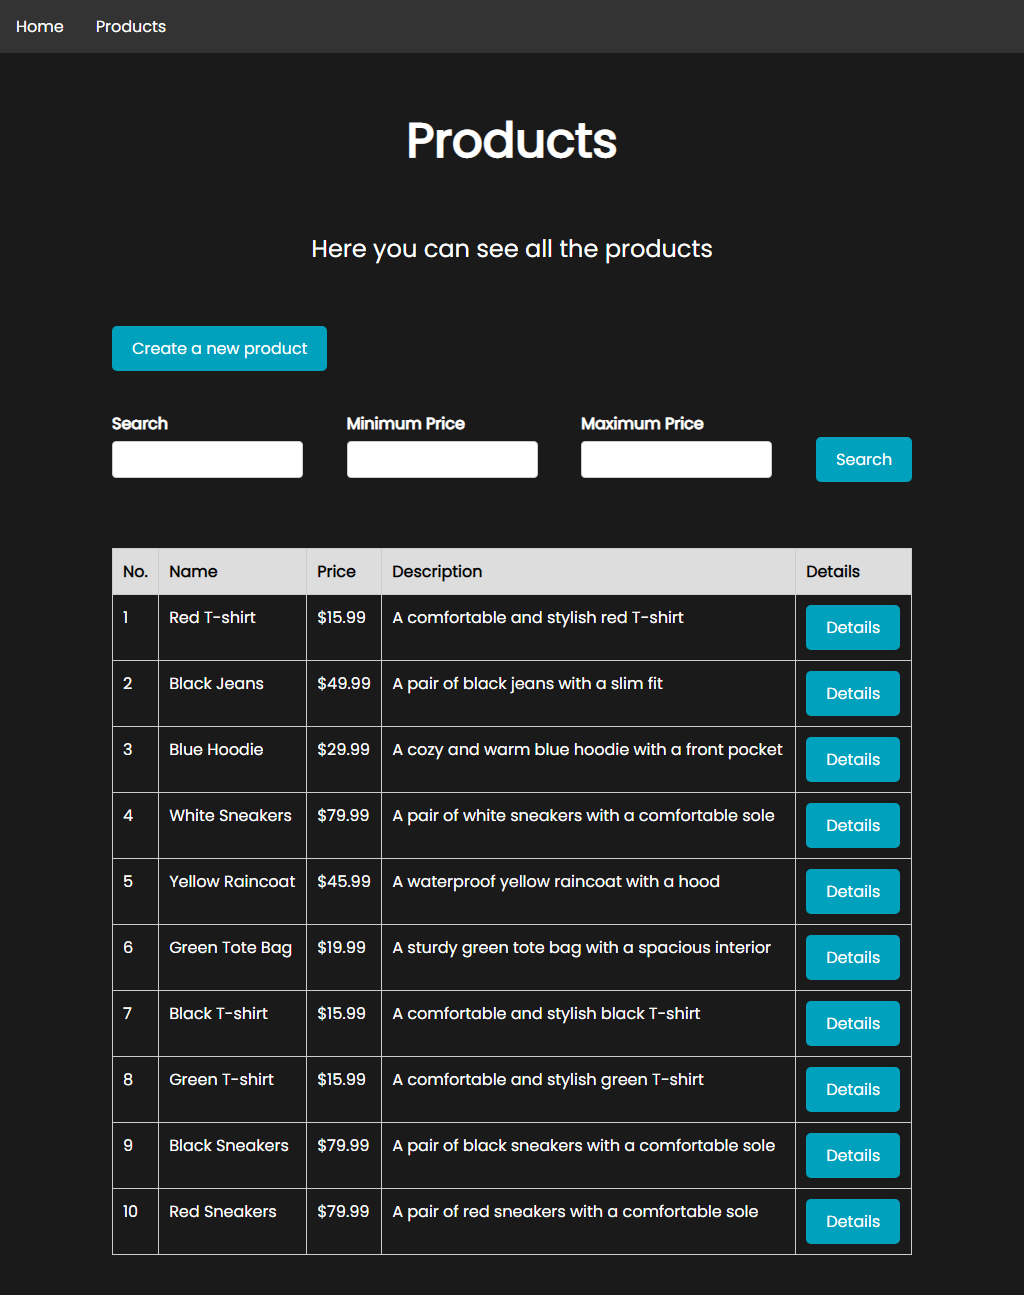 Home Products
Products
Here you can see all the products
Create a new product
Search Minimum Price Maximum Price
Search
No. Name Price Description Details
1 Red T-shirt $15.99 A comfortable and stylish red T-shirt Details
2 Black Jeans $49.99 A pair of black jeans with a slim fit Details
3 Blue Hoodie $29.99 A cozy and warm blue hoodie with a front pocket Details
4 White Sneakers $79.99 A pair of white sneakers with a comfortable sole Details
5 Yellow Raincoat $45.99 A waterproof yellow raincoat with a hood Details
6 Green Tote Bag $19.99 A sturdy green tote bag with a spacious interior Details
7 Black T-shirt $15.99 A comfortable and stylish black T-shirt Details
8 Green T-shirt $15.99 A comfortable and stylish green T-shirt Details
9 Black Sneakers $79.99 A pair of black sneakers with a comfortable sole Details
10 Red Sneakers $79.99 A pair of red sneakers with a comfortable sole Details